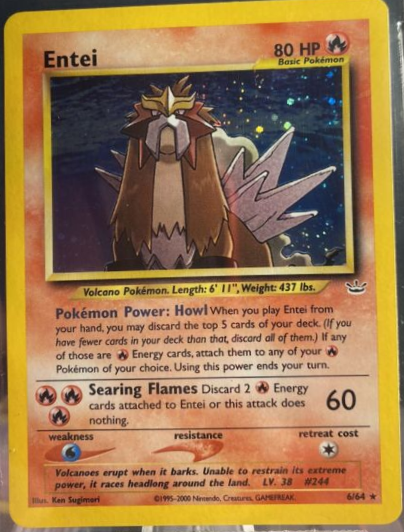 Entei
80 HP
Basic Pokémon
Volcano Pokémon. Length: 6' 11", Weight: 437 lbs.
Pokémon Power: Howl When you play Entei from
your hand, you may discard the top 5 cards of your deck. (If you
have fewer cards in your deck than that, discard all of them.) If any
of those are Energy cards, attach them to any of your
Pokémon of your choice. Using this power ends your turn.
Searing Flames Discard 2 Energy
cards attached to Entei or this attack does
nothing.
60
weakness
resistance
retreat cost
Volcanoes erupt when it barks. Unable to restrain its extreme
power, it races headlong around the land. LV. 38 #244
Illus. Ken Sugimori
©1995-2000 Nintendo, Creatures, GAMEFREAK.
6/64 ★